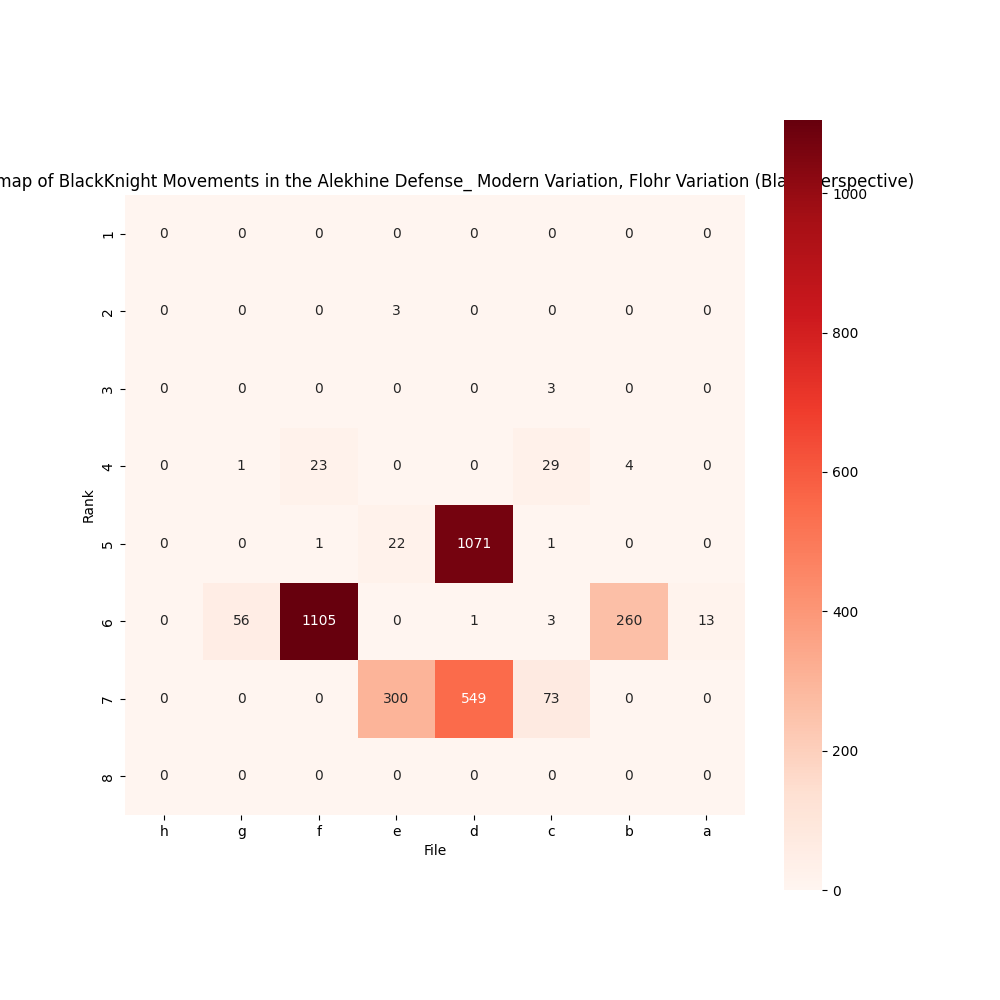 map of BlackKnight Movements in the Alekhine Defense_ Modern Variation, Flohr Variation (Bla erspective)
1000
1 0 0 0 0 0 0 0 0
2 0 0 0 3 0 0 0 0
800
3 0 0 0 0 0 3 0 0
4 0 1 23 0 0 29 4 0
600
Rank
5 0 0 1 22 1071 1 0 0
400
6 0 56 1105 0 1 3 260 13
7 0 0 0 300 549 73 0 0
200
8 0 0 0 0 0 0 0 0
h g f e d c b a
File
0